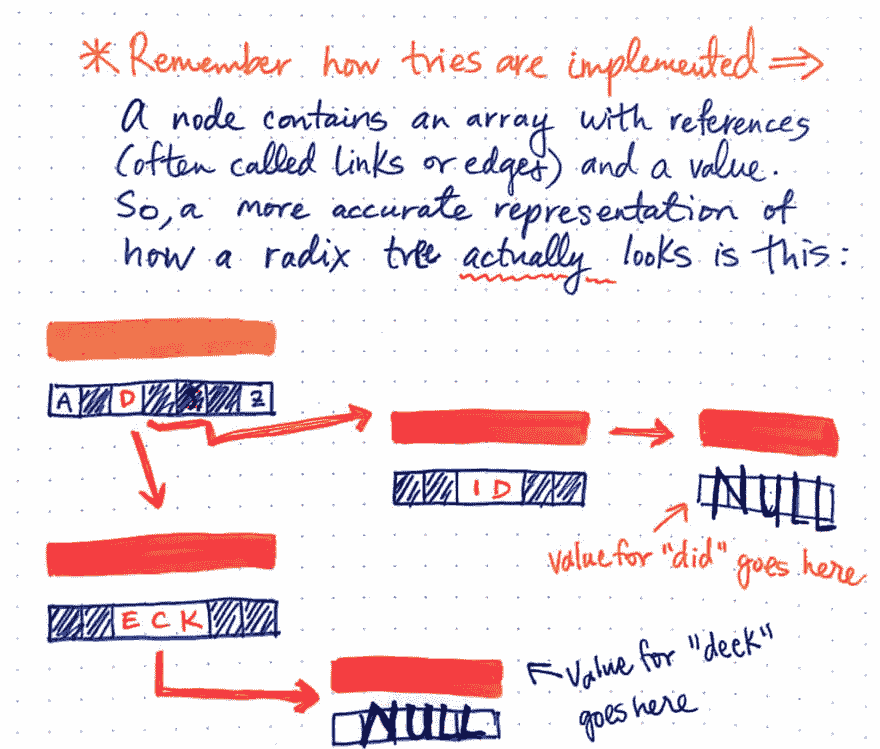 * Remember how tries are implemented ⇒
A node contains an array with references
(often called links or edges) and a value.
So, a more accurate representation of
how a radix tree actually looks is this:
A D Z
I D
NULL
value for "did" goes here
E C K
Value for "deck"
goes here
NULL